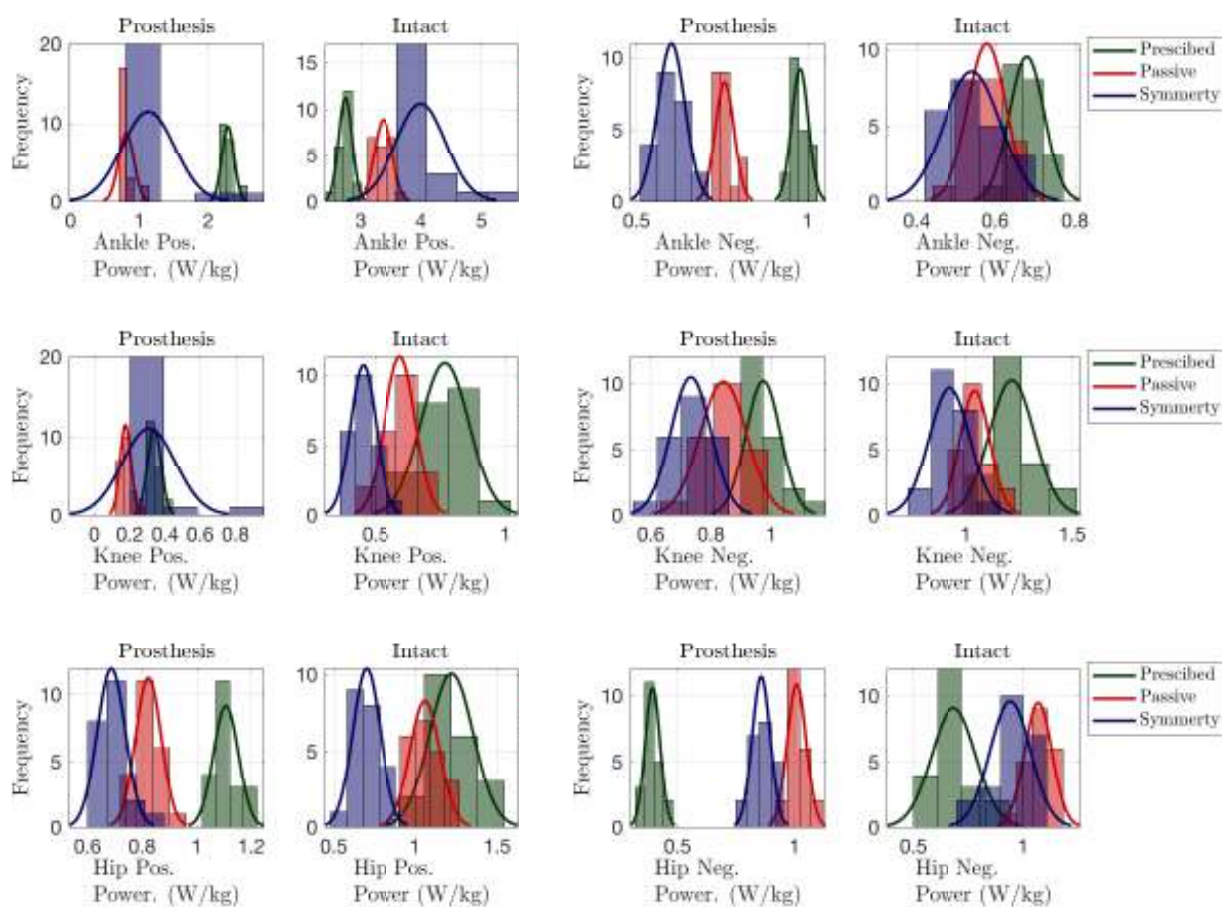 Prosthesis
Intact
Prosthesis
Intact
Frequency
20
10
0
0 1 2
Ankle Pos.
Power. (W/kg)
15
10
5
0
3 4 5
Ankle Pos.
Power (W/kg)
Frequency
10
5
0
0.5 1
Ankle Neg.
Power. (W/kg)
10
5
0
0.4 0.6 0.8
Ankle Neg.
Power (W/kg)
Prescibed
Passive
Symmerty
Prosthesis
Intact
Prosthesis
Intact
Frequency
20
10
0
0 0.2 0.4 0.6 0.8
Knee Pos.
Power. (W/kg)
10
5
0
0.5 1
Knee Pos.
Power (W/kg)
Frequency
10
5
0
0.6 0.8 1
Knee Neg.
Power. (W/kg)
10
5
0
1 1.5
Knee Neg.
Power (W/kg)
Prescibed
Passive
Symmerty
Prosthesis
Intact
Prosthesis
Intact
Frequency
10
5
0
0.6 0.8 1 1.2
Hip Pos.
Power. (W/kg)
10
5
0
0.5 1 1.5
Hip Pos.
Power (W/kg)
Frequency
10
5
0
0.5 1
Hip Neg.
Power. (W/kg)
10
5
0
0.5 1
Hip Neg.
Power (W/kg)
Prescibed
Passive
Symmerty